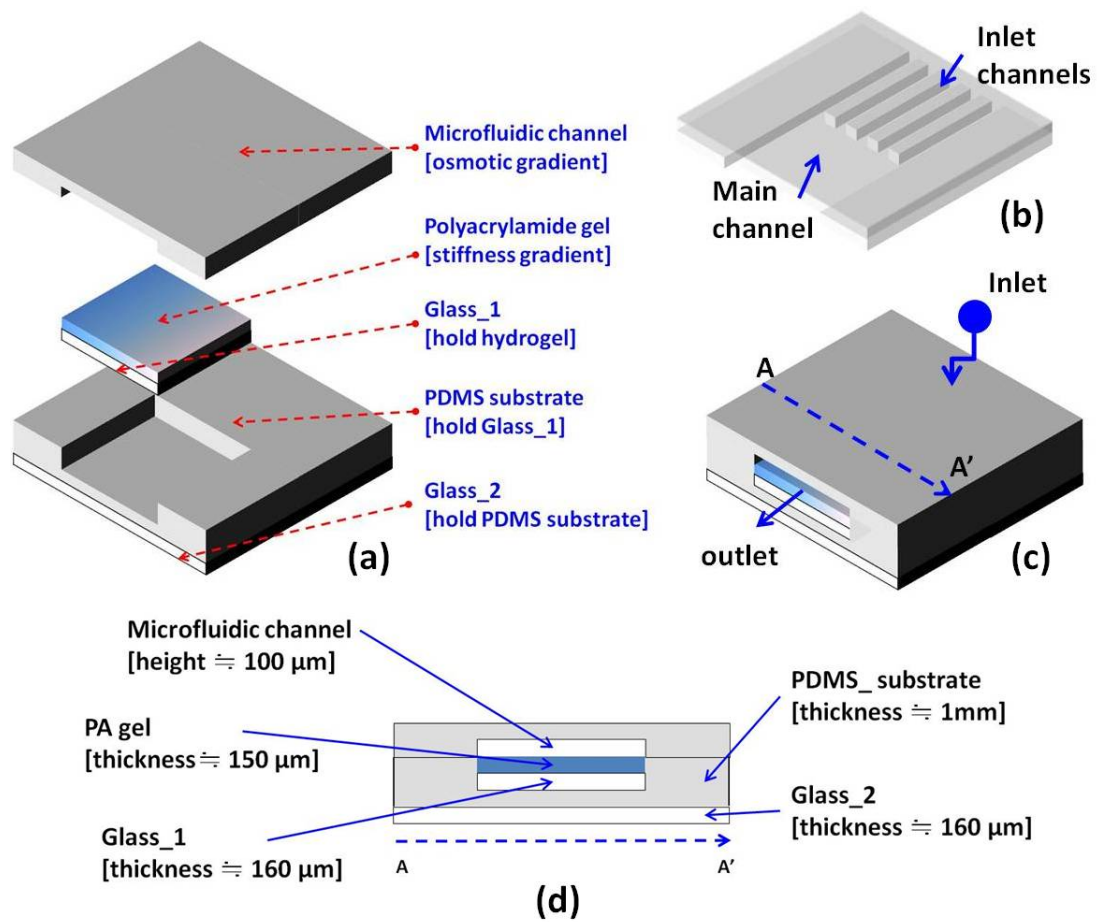 Microfluidic channel
[osmotic gradient]
Polyacrylamide gel
[stiffness gradient]
Glass_1
[hold hydrogel]
PDMS substrate
[hold Glass_1]
Glass_2
[hold PDMS substrate]
(a)
Inlet
channels
Main
channel
(b)
Inlet
A
A'
outlet
(c)
Microfluidic channel
[height ≒ 100 µm]
PA gel
[thickness≒ 150 µm]
Glass_1
[thickness ≒ 160 µm]
PDMS_ substrate
[thickness ≒ 1mm]
Glass_2
[thickness ≒ 160 µm]
A
A'
(d)